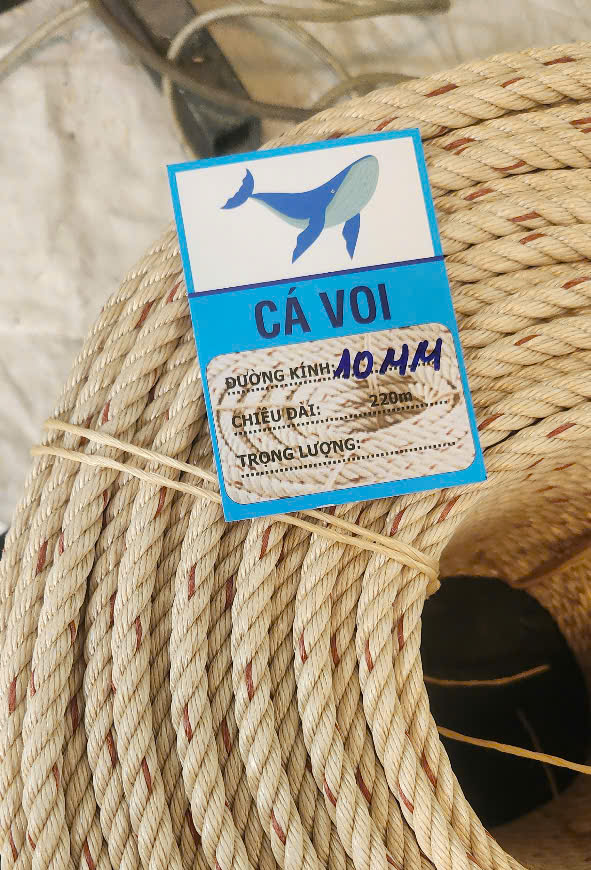 CÁ VOI
ĐƯỜNG KÍNH: 10 MM
CHIỀU DÀI: 220m
TRỌNG LƯỢNG: